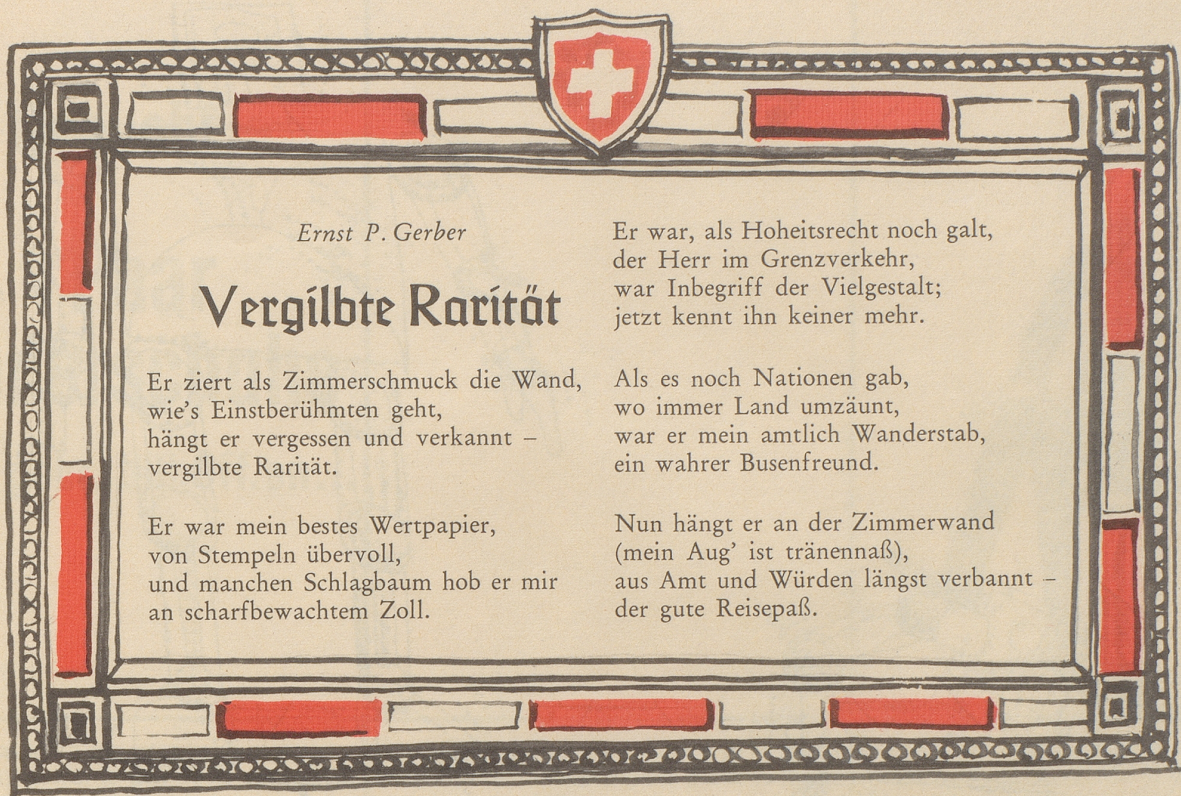 Ernst P. Gerber
Vergilbte Rarität
Er ziert als Zimmerschmuck die Wand,
wie's Einstberühmten geht,
hängt er vergessen und verkannt –
vergilbte Rarität.
Er war mein bestes Wertpapier,
von Stempeln übervoll,
und manchen Schlagbaum hob er mir
an scharfbewachtem Zoll.
Er war, als Hoheitsrecht noch galt,
der Herr im Grenzverkehr,
war Inbegriff der Vielgestalt;
jetzt kennt ihn keiner mehr.
Als es noch Nationen gab,
wo immer Land umzäunt,
war er mein amtlich Wanderstab,
ein wahrer Busenfreund.
Nun hängt er an der Zimmerwand
(mein Aug' ist tränennaß),
aus Amt und Würden längst verbannt –
der gute Reisepaß.